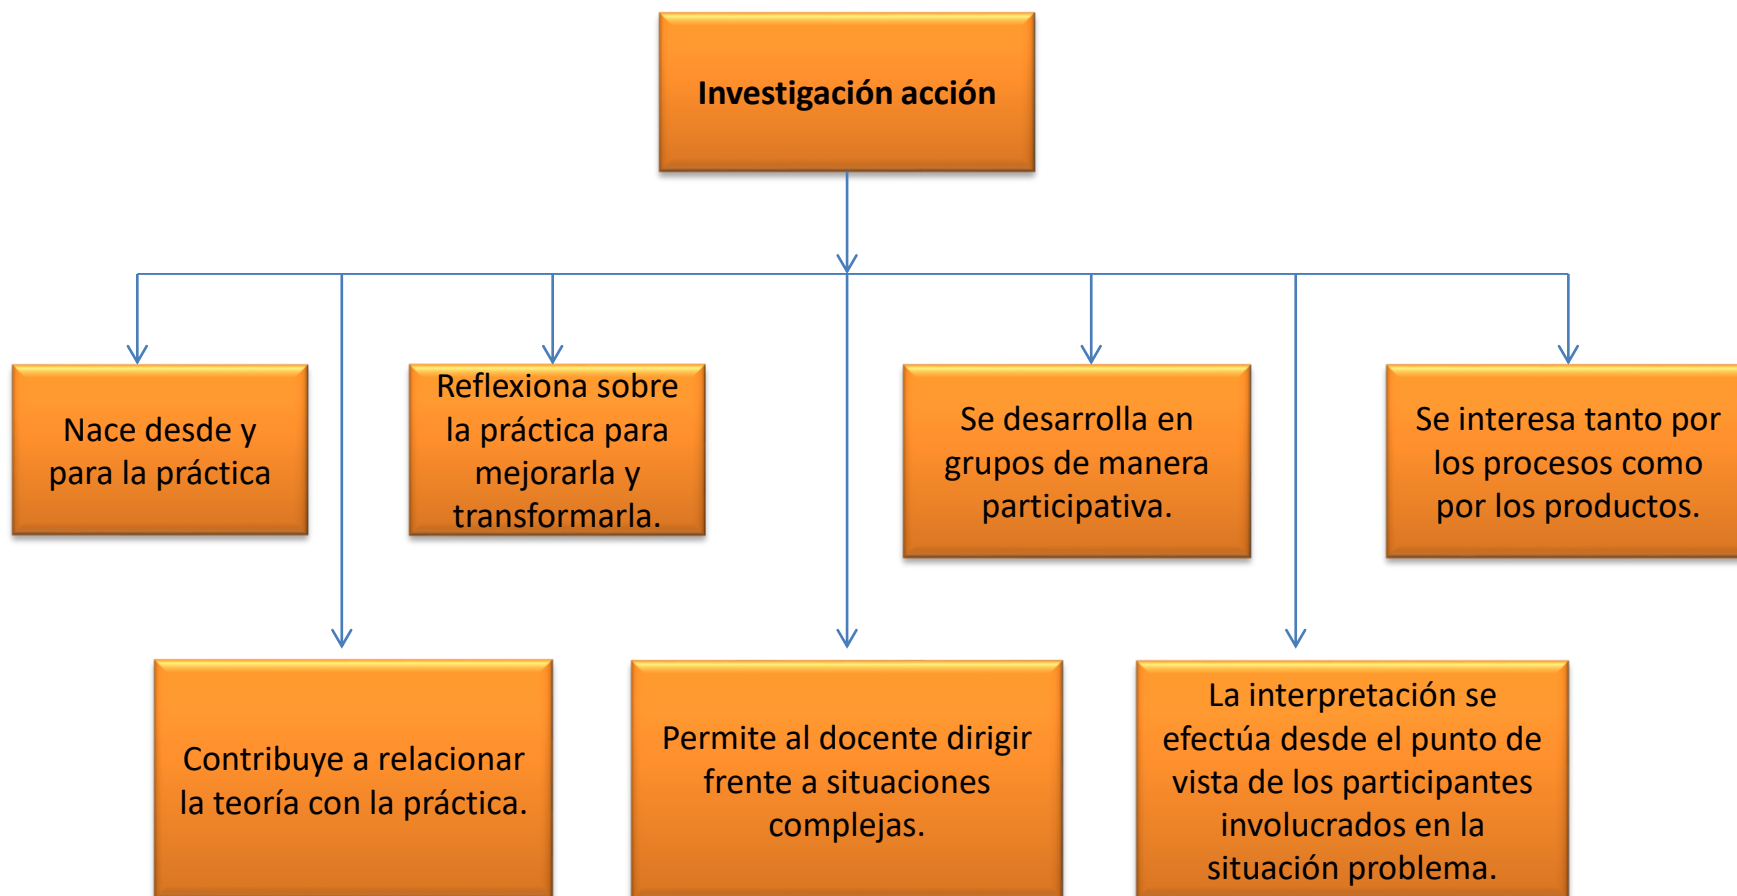 Investigación acción
Nace desde y
para la práctica
Reflexiona sobre
la práctica para
mejorarla y
transformarla.
Se desarrolla en
grupos de manera
participativa.
Se interesa tanto por
los procesos como
por los productos.
Contribuye a relacionar
la teoría con la práctica.
Permite al docente dirigir
frente a situaciones
complejas.
La interpretación se
efectúa desde el punto de
vista de los participantes
involucrados en la
situación problema.